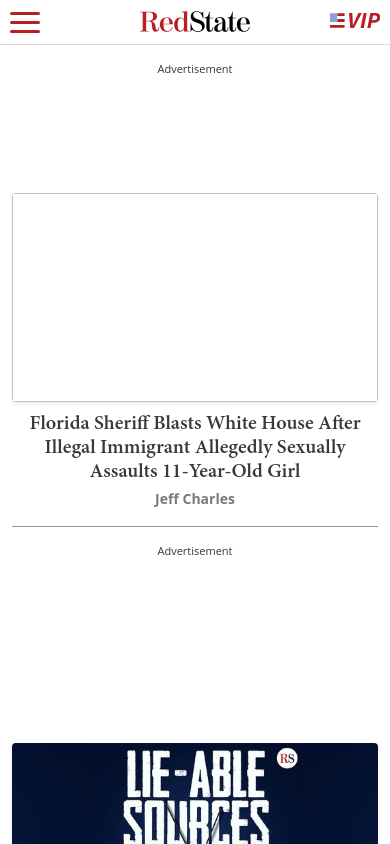 RedState
VIP
Advertisement
Florida Sheriff Blasts White House After
Illegal Immigrant Allegedly Sexually
Assaults 11-Year-Old Girl
Jeff Charles
Advertisement
RS
LIE-ABLE
SOURCES